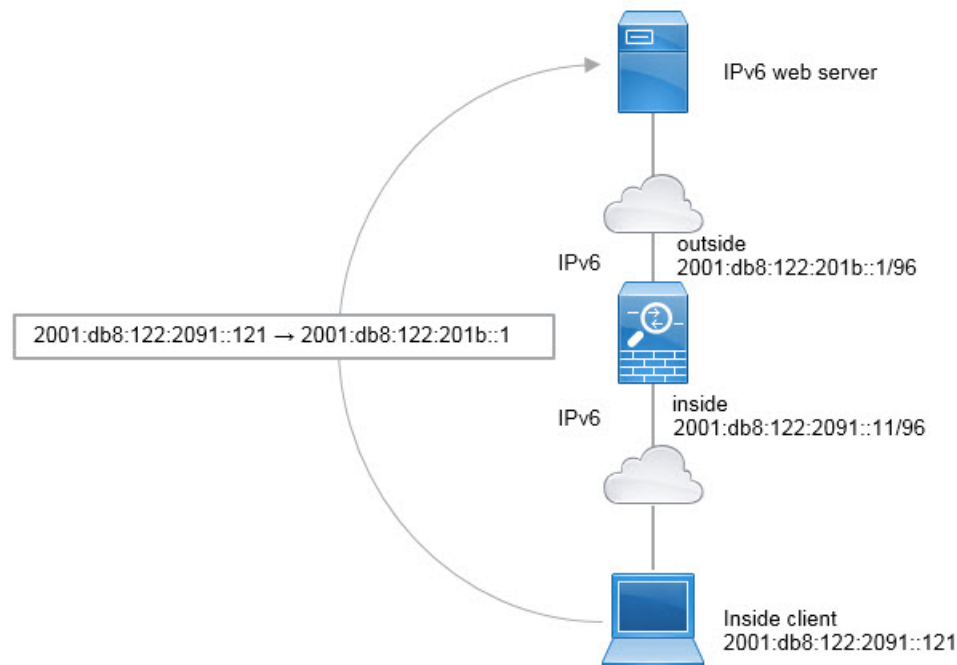 IPv6 web server
outside
IPv6
2001:db8:122:201b::1/96
2001:db8:122:2091::121 → 2001:db8:122:201b::1
inside
IPv6
2001:db8:122:2091::11/96
Inside client
2001:db8:122:2091::121